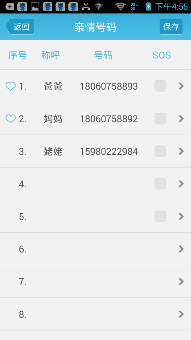 下午4:55
返回 亲情号码 保存
序号 称呼 号码 SOS
1. 爸爸 18060758893
2. 妈妈 18060758892
3. 姥姥 15980222984
4.
5.
6.
7.
8.